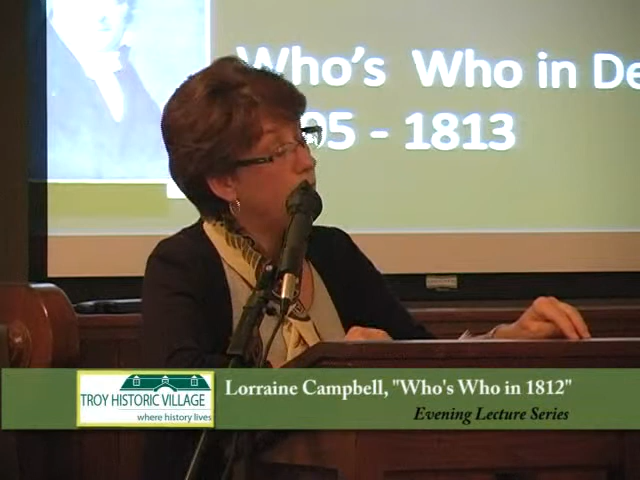 Who's Who in De
05 - 1813
Lorraine Campbell, "Who's Who in 1812"
Evening Lecture Series
TROY HISTORIC VILLAGE
where history lives